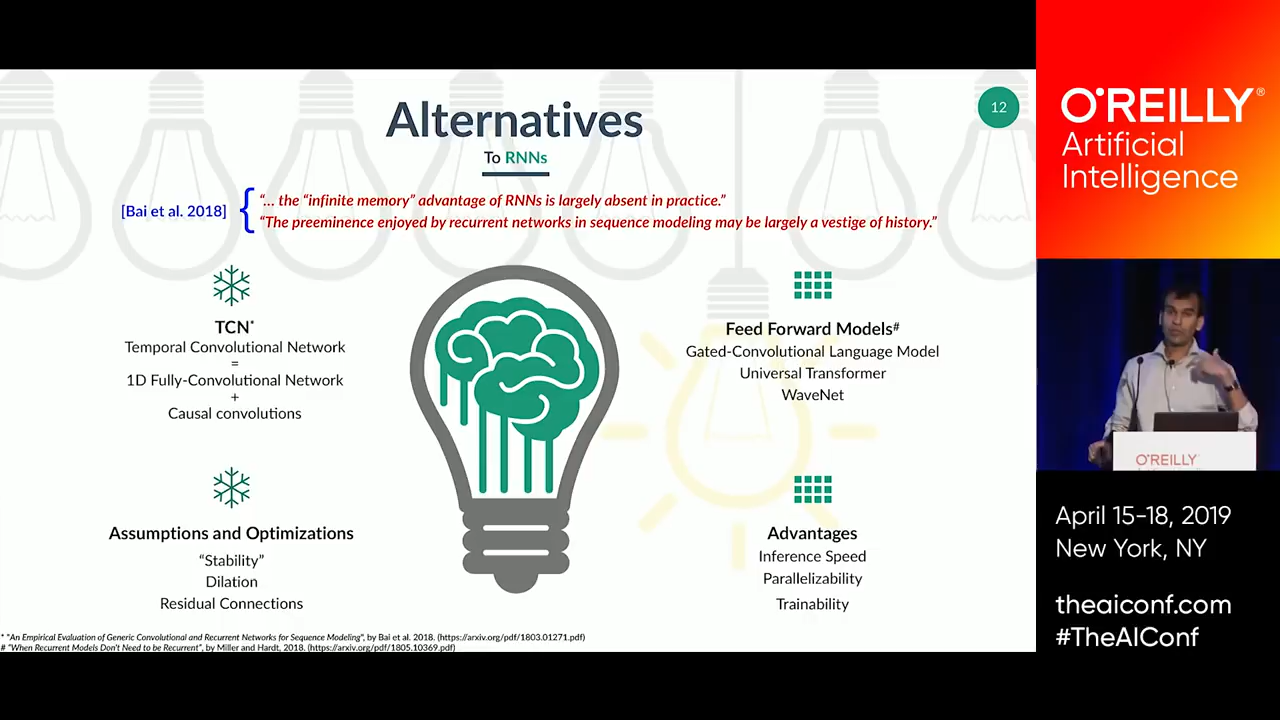 Alternatives
12
To RNNs
[Bai et al. 2018]
“... the “infinite memory” advantage of RNNs is largely absent in practice.”
“The preeminence enjoyed by recurrent networks in sequence modeling may be largely a vestige of history.”
TCN*
Temporal Convolutional Network
=
1D Fully-Convolutional Network
+
Causal convolutions
Feed Forward Models#
Gated-Convolutional Language Model
Universal Transformer
WaveNet
Assumptions and Optimizations
“Stability”
Dilation
Residual Connections
Advantages
Inference Speed
Parallelizability
Trainability
* "An Empirical Evaluation of Generic Convolutional and Recurrent Networks for Sequence Modeling", by Bai et al. 2018. (https://arxiv.org/pdf/1803.01271.pdf)
# "When Recurrent Models Don't Need to be Recurrent", by Miller and Hardt, 2018. (https://arxiv.org/pdf/1805.10369.pdf)
O'REILLY®
Artificial
Intelligence
O'REILLY
April 15-18, 2019
New York, NY
theaiconf.com
#TheAIConf